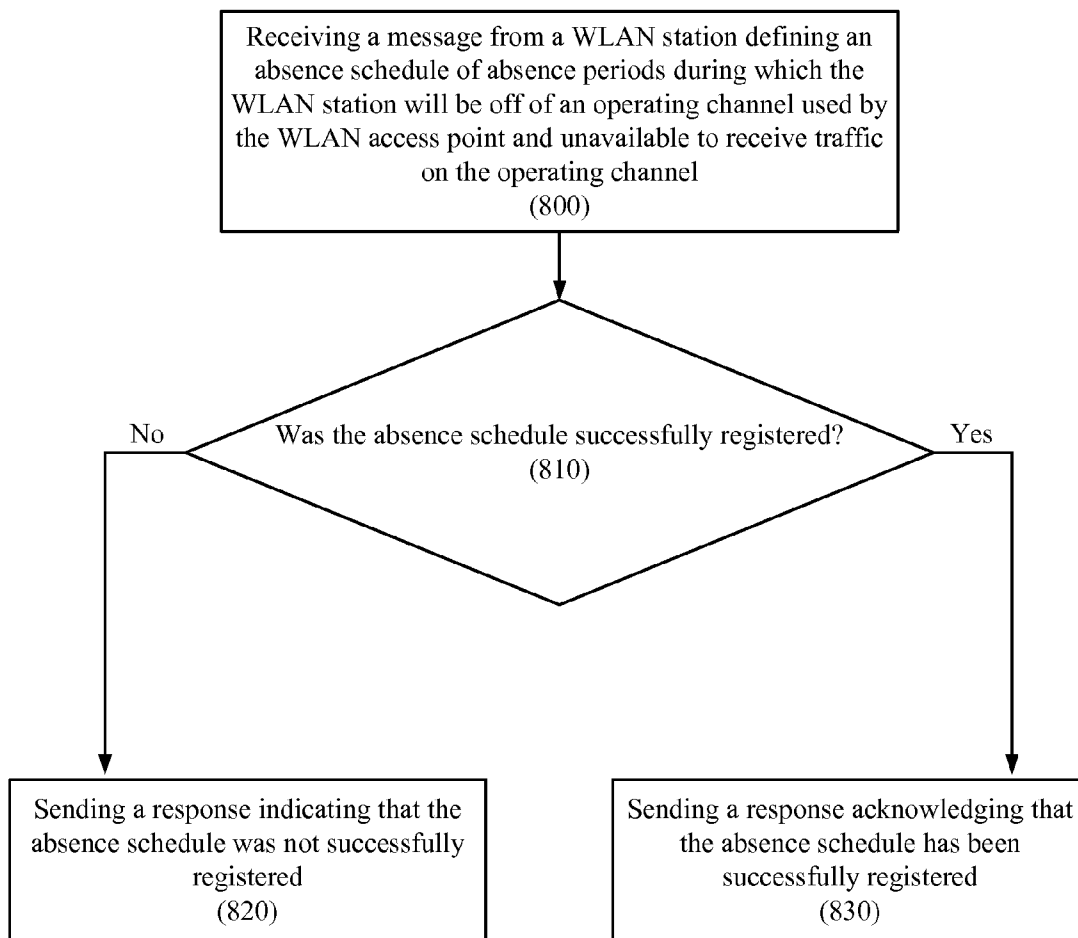 Receiving a message from a WLAN station defining an
absence schedule of absence periods during which the
WLAN station will be off of an operating channel used by
the WLAN access point and unavailable to receive traffic
on the operating channel
(800)
No
Was the absence schedule successfully registered?
(810)
Yes
Sending a response indicating that the
absence schedule was not successfully
registered
(820)
Sending a response acknowledging that
the absence schedule has been
successfully registered
(830)